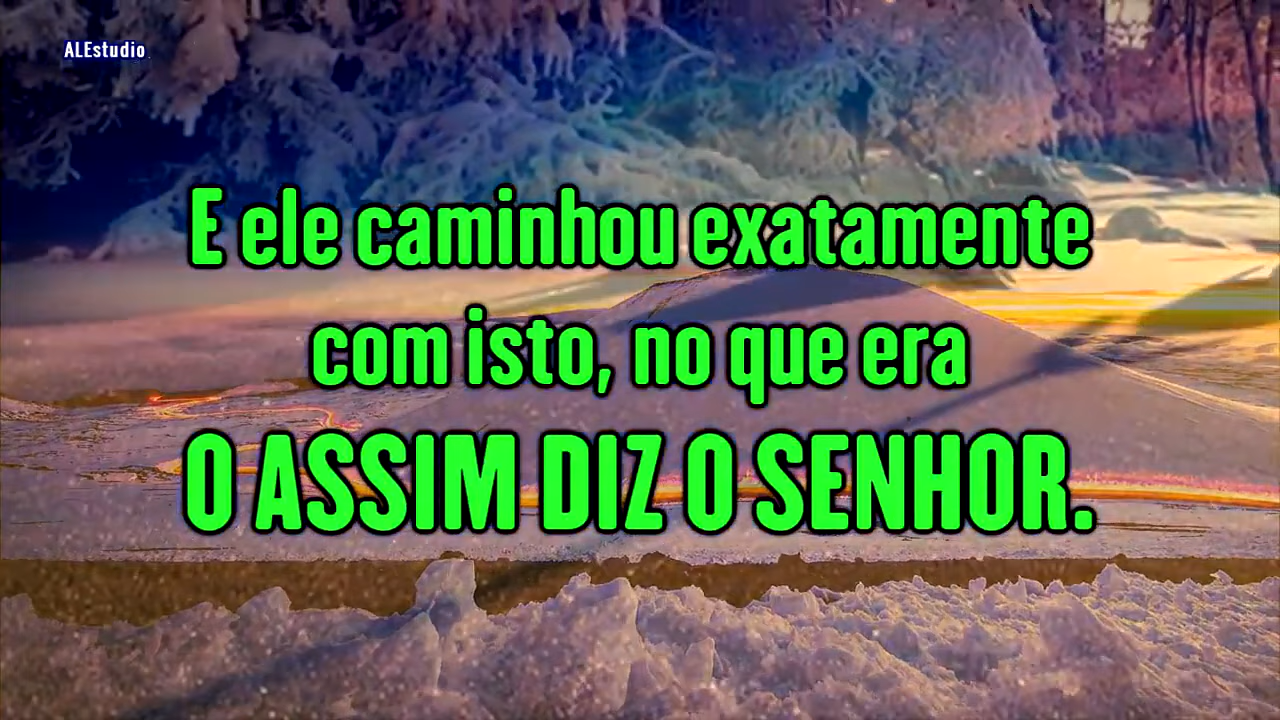 ALEstudio
E ele caminhou exatamente
com isto, no que era
O ASSIM DIZ O SENHOR.